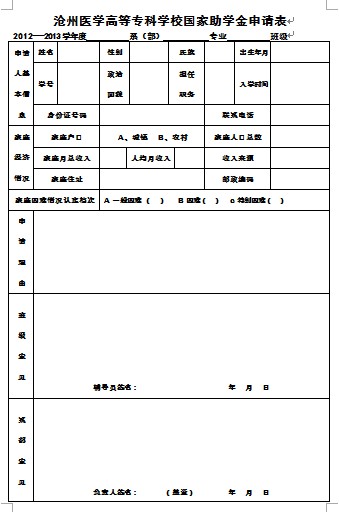 沧州医学高等专科学校国家助学金申请表
2012—2013学年度 系（部） 专业 班级
申请人基本信息
姓名 性别 民族 出生年月
学号 政治面貌 担任职务 入学时间
身份证号码 联系电话
家庭经济情况
家庭户口 A、城镇 B、农村 家庭人口总数
家庭月总收入 人均月收入 收入来源
家庭住址 邮政编码
家庭困难情况认定档次 A 一般困难（ ） B 困难（ ） c 特别困难（ ）
申请理由
班级意见
辅导员签名： 年 月 日
系部意见
负责人签名： （盖章） 年 月 日